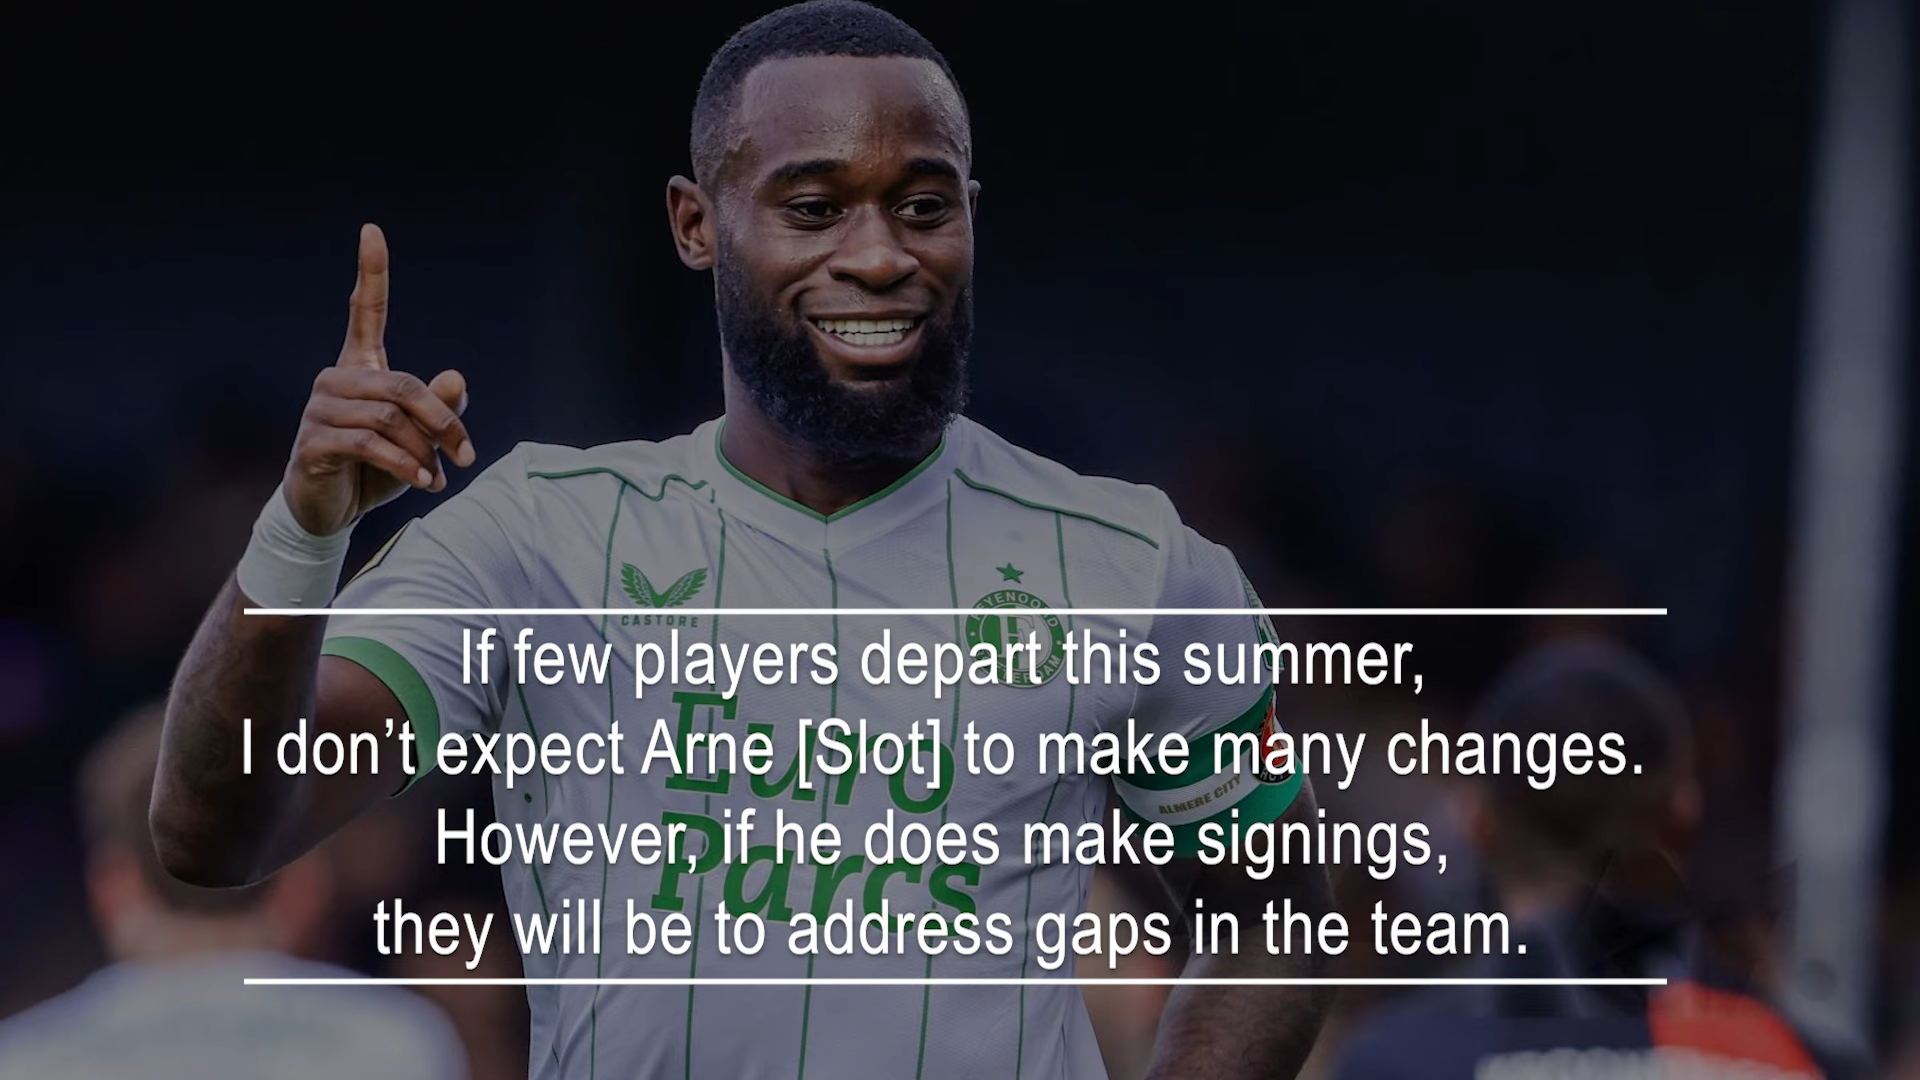 CASTORE
FEYENOORD
If few players depart this summer,
I don’t expect Arne [Slot] to make many changes.
However, if he does make signings,
they will be to address gaps in the team.
Euro
Parcs
ALMERE CITY